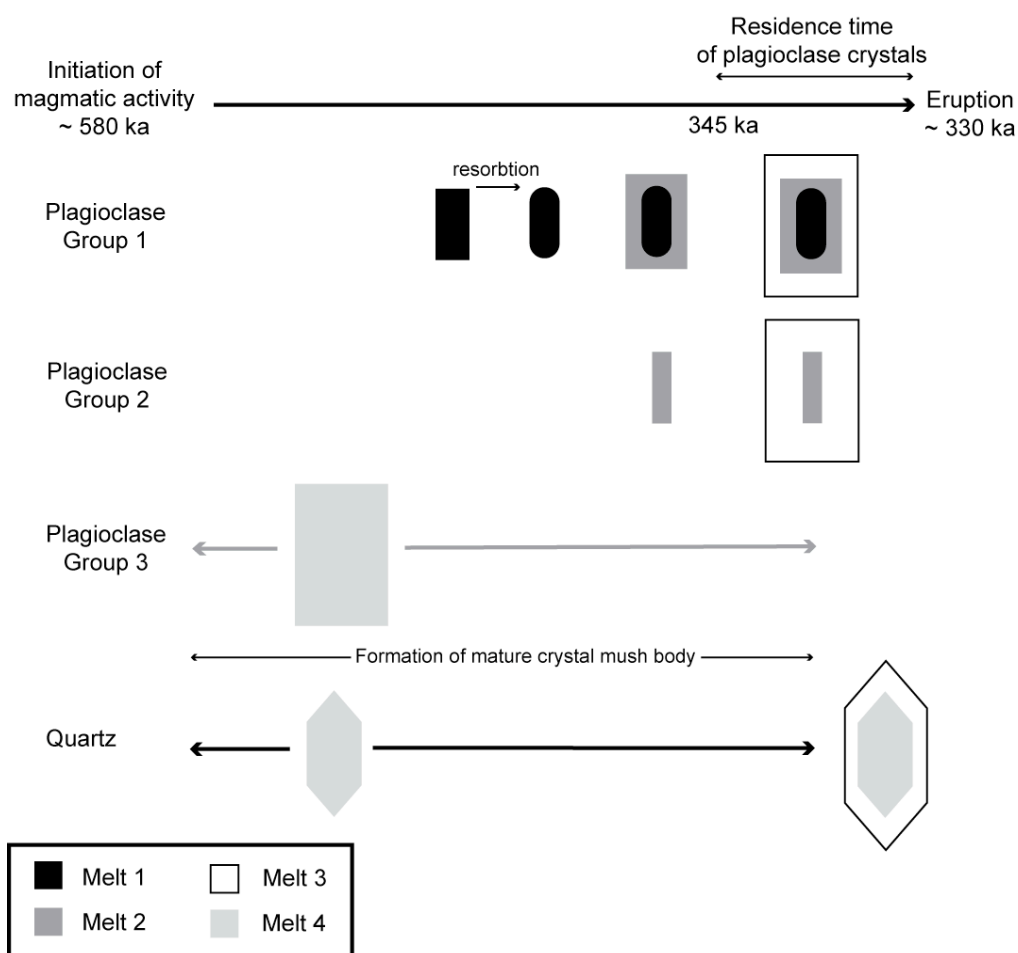 Residence time
of plagioclase crystals
Initiation of
magmatic activity
~ 580 ka
345 ka
Eruption
~ 330 ka
resorbtion
Plagioclase
Group 1
Plagioclase
Group 2
Plagioclase
Group 3
Formation of mature crystal mush body
Quartz
Melt 1
Melt 3
Melt 2
Melt 4